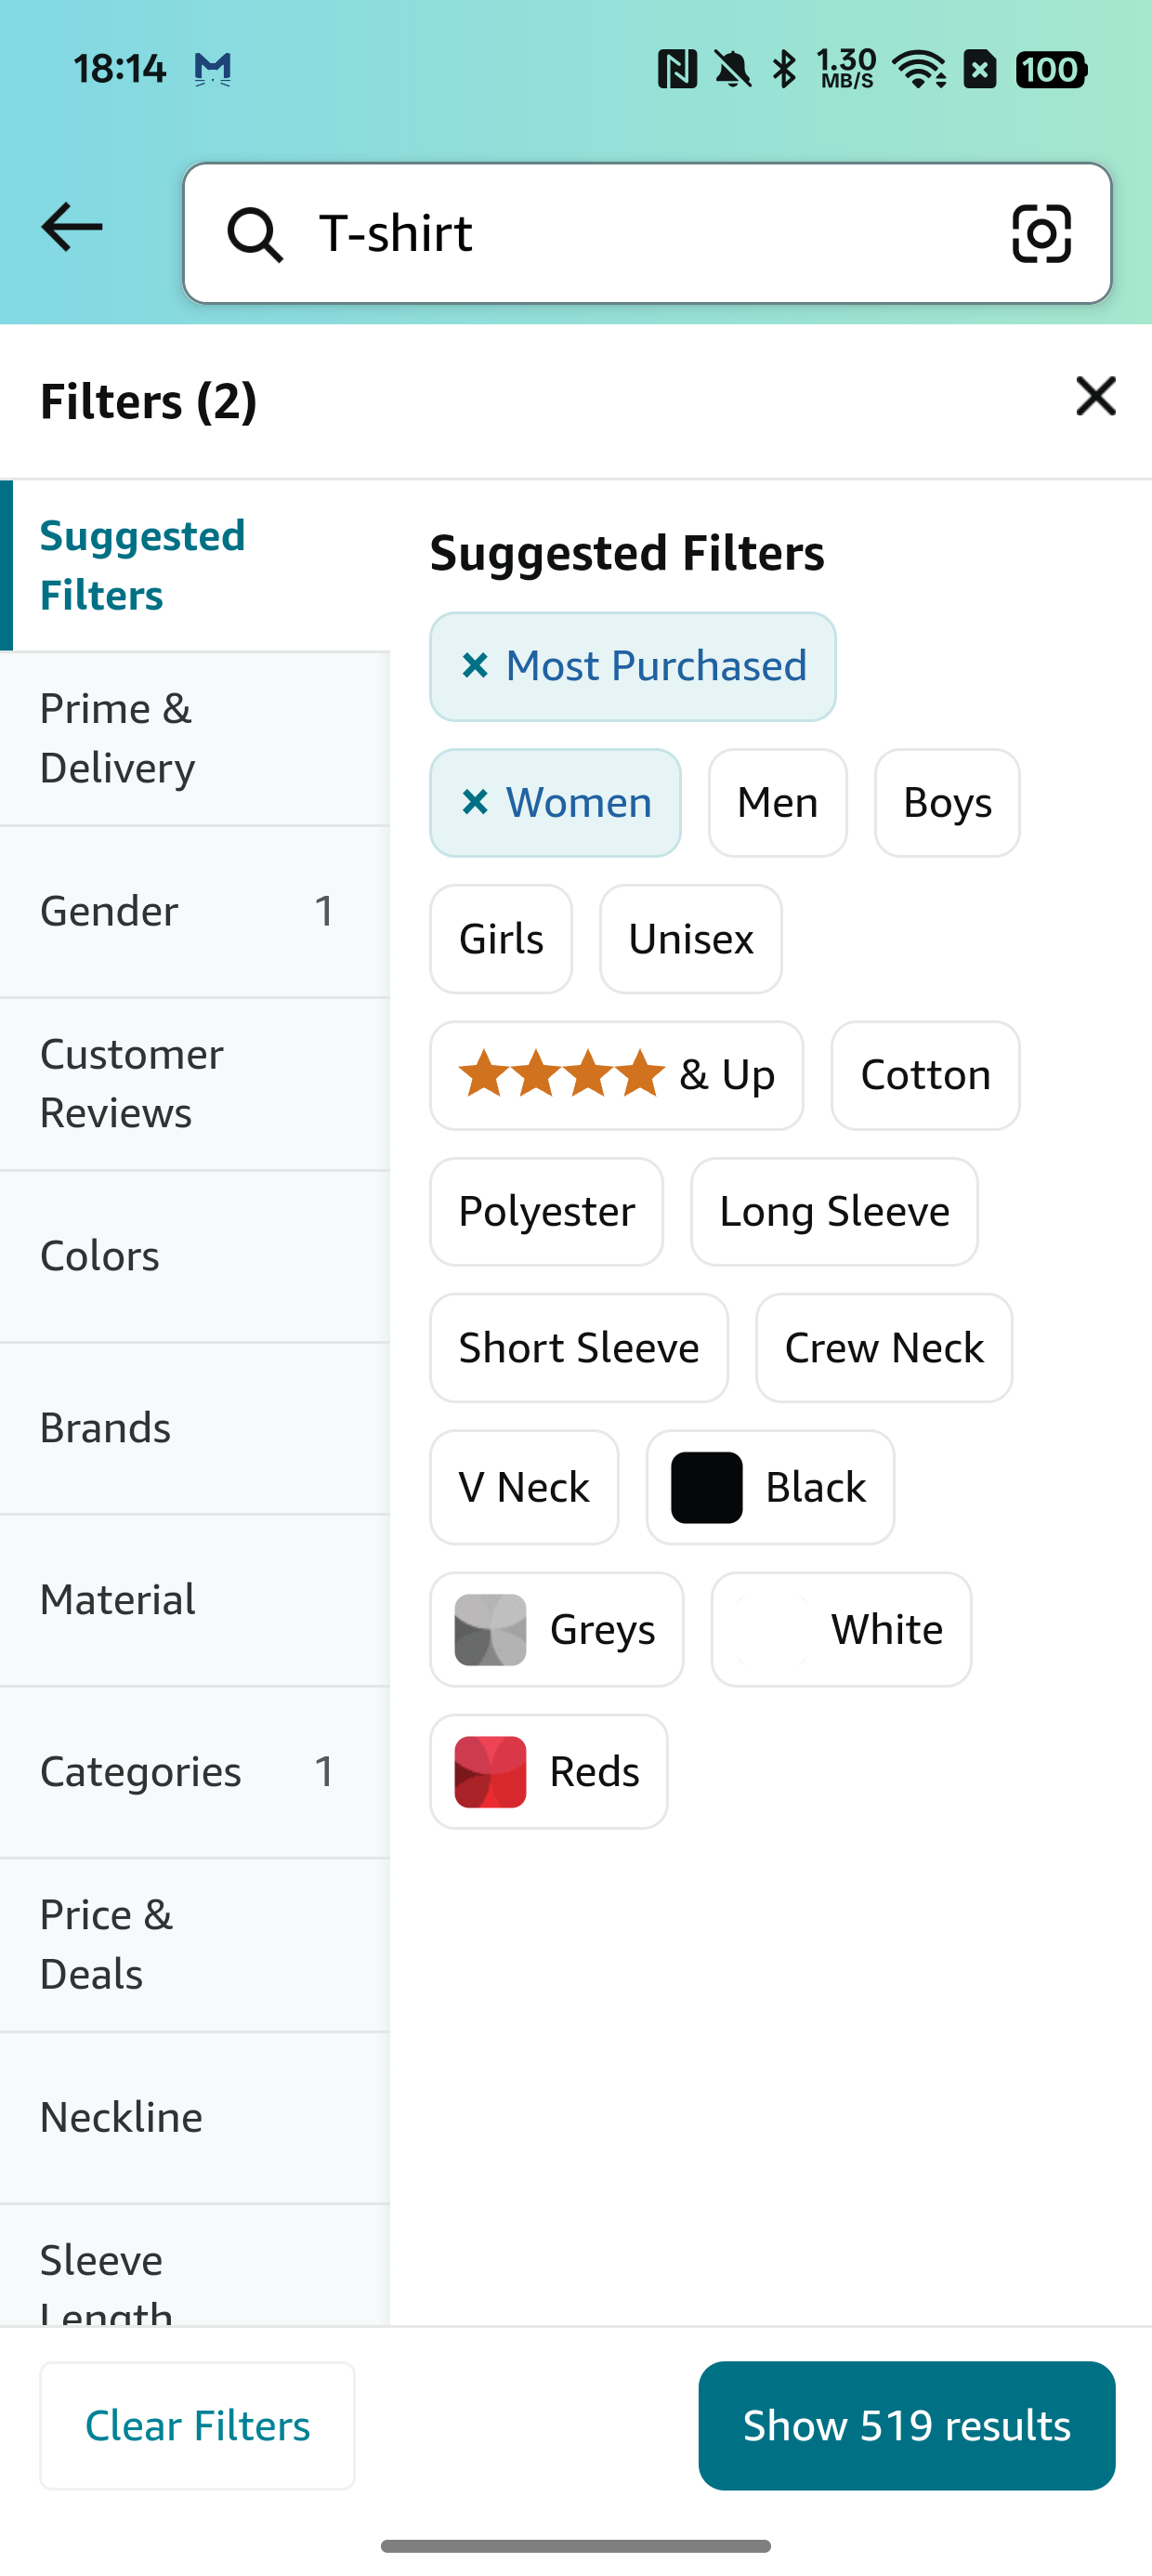 18:14
1.30
MB/S
100
T-shirt
Filters (2)
Suggested
Filters
Prime &
Delivery
Gender 1
Customer
Reviews
Colors
Brands
Material
Categories 1
Price &
Deals
Neckline
Sleeve
Length
Suggested Filters
Most Purchased
Women Men Boys
Girls Unisex
& Up Cotton
Polyester Long Sleeve
Short Sleeve Crew Neck
V Neck Black
Greys White
Reds
Clear Filters
Show 519 results